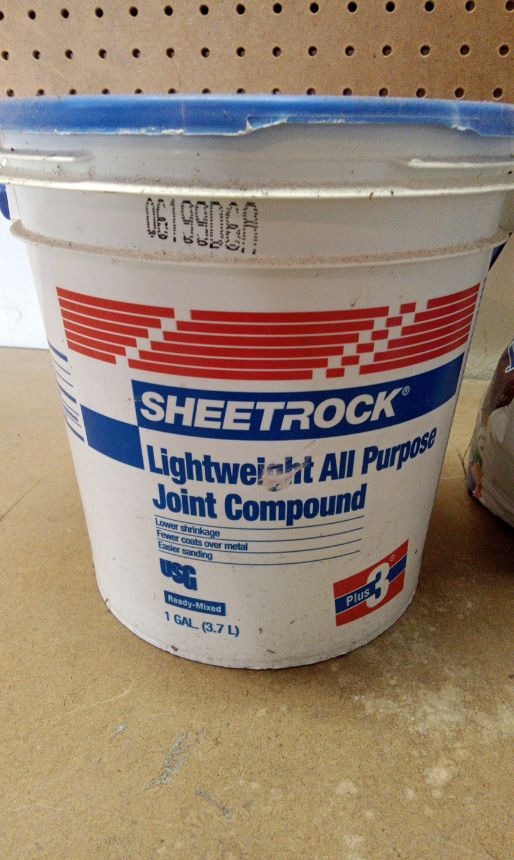 06199DGA
SHEETROCK®
Lightweight All Purpose
Joint Compound
Lower shrinkage
Fewer coats over metal
Easier sanding
USG
Ready-Mixed
Plus 3
1 GAL. (3.7 L)